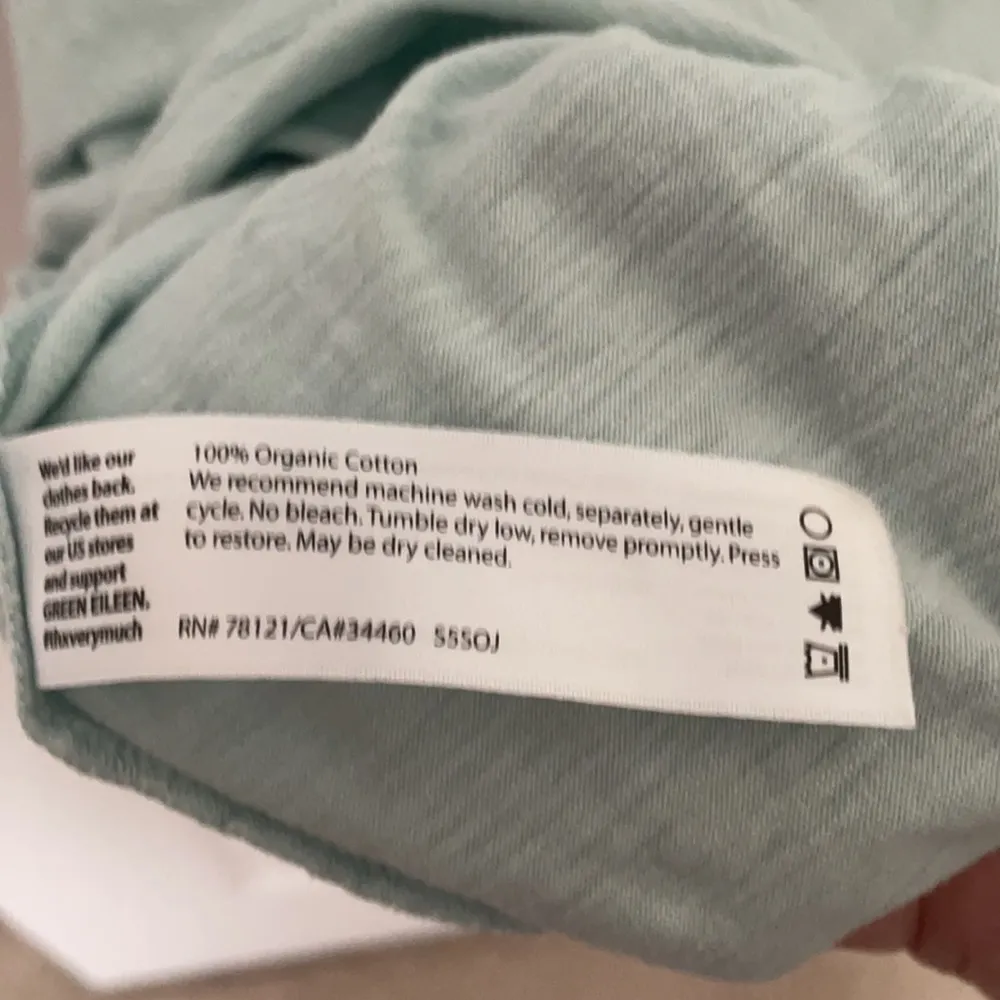 We'd like our
clothes back.
Recycle them at
our US stores
and support
GREEN EILEEN.
#thxverymuch
100% Organic Cotton
We recommend machine wash cold, separately, gentle
cycle. No bleach. Tumble dry low, remove promptly. Press
to restore. May be dry cleaned.
RN# 78121/CA#34460 S5SOJ